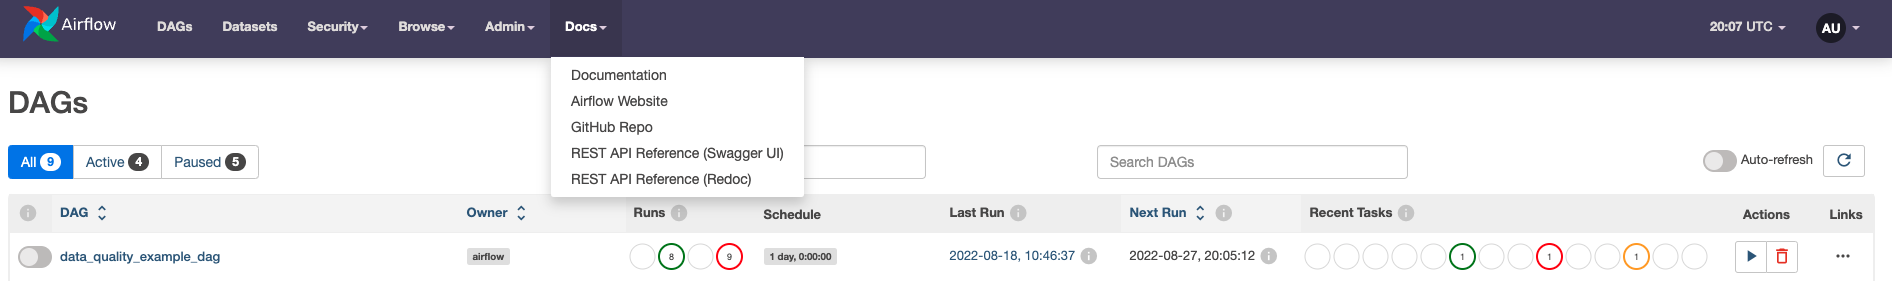 Airflow DAGs Datasets Security Browse Admin Docs 20:07 UTC AU
Documentation
Airflow Website
GitHub Repo
REST API Reference (Swagger UI)
REST API Reference (Redoc)
DAGs
All 9 Active 4 Paused 5 Search DAGs Auto-refresh
DAG Owner Runs Schedule Last Run Next Run Recent Tasks Actions Links
data_quality_example_dag airflow 8 9 1 day, 0:00:00 2022-08-18, 10:46:37 2022-08-27, 20:05:12 1 1 1